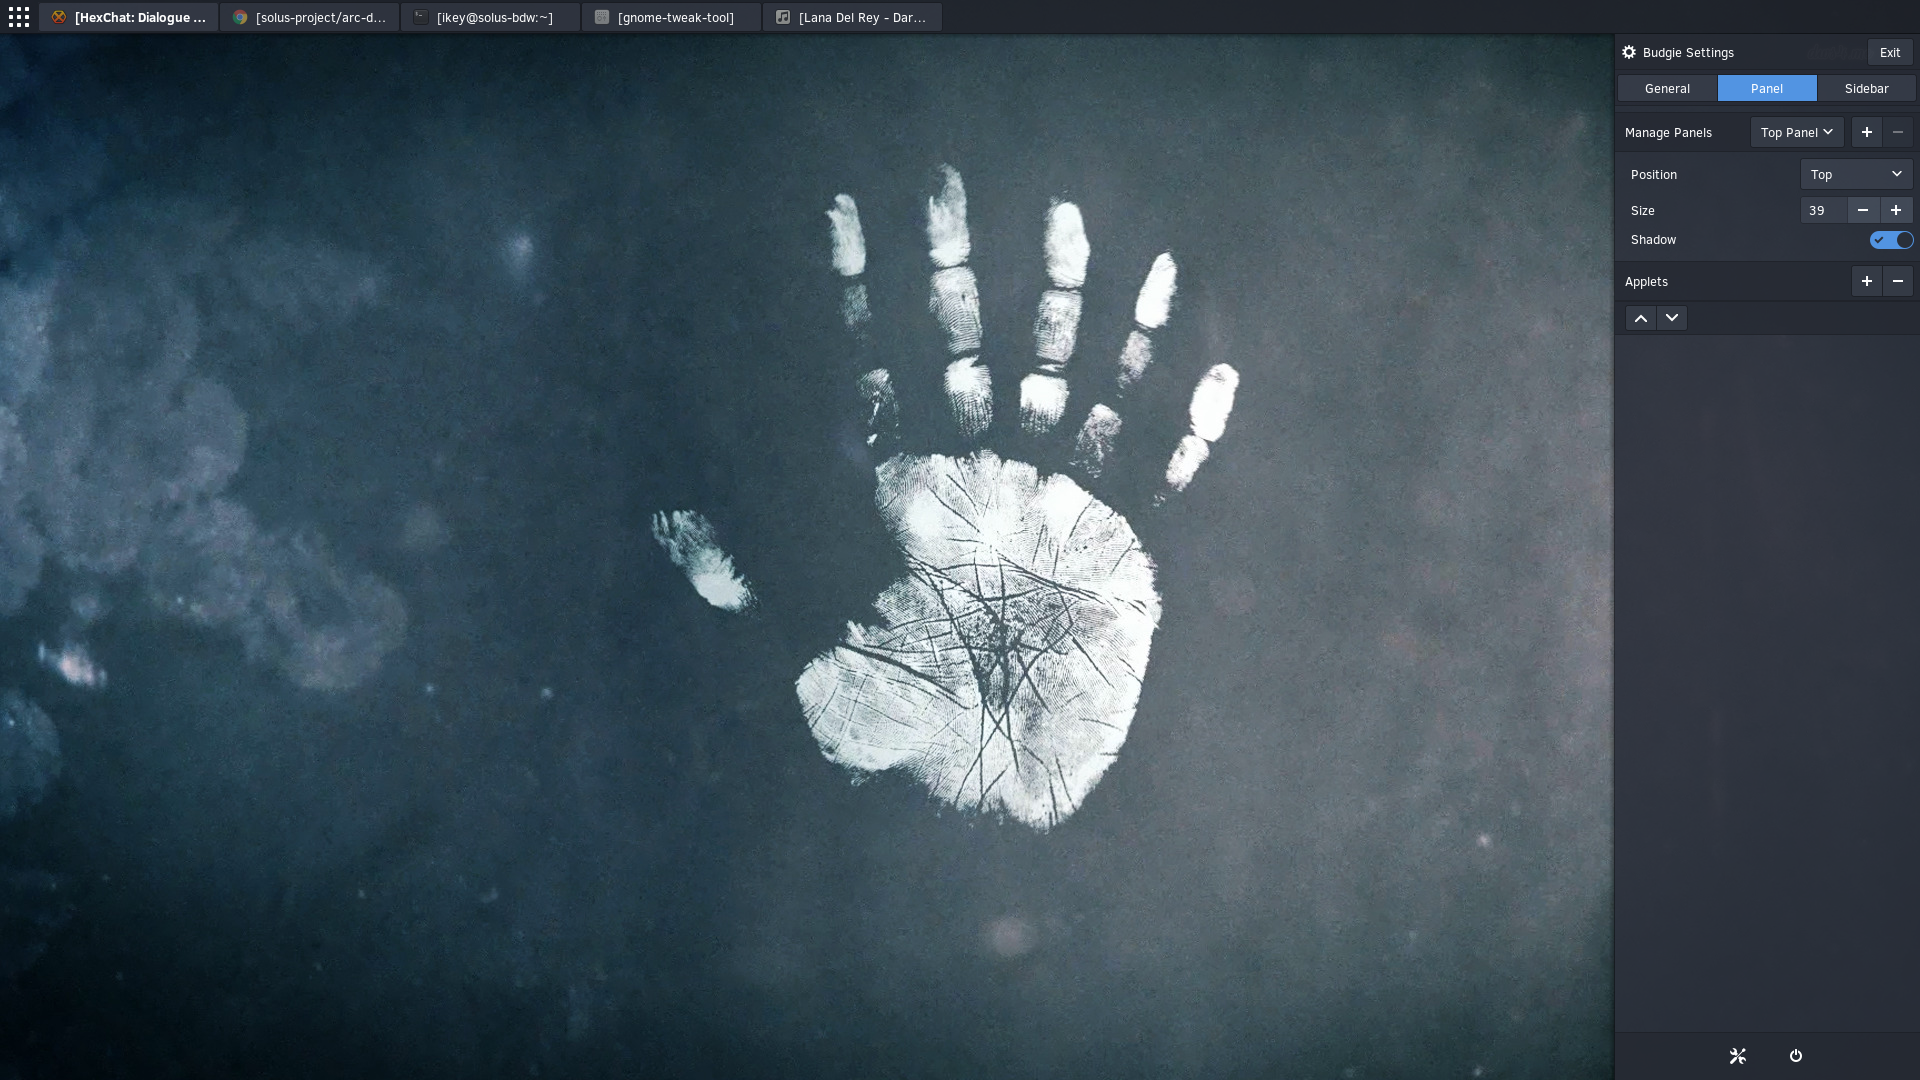 [HexChat: Dialogue ...
[solus-project/arc-d...
[ikey@solus-bdw:~]
[gnome-tweak-tool]
[Lana Del Rey - Dar...
Budgie Settings
Exit
General Panel Sidebar
Manage Panels Top Panel
Position Top
Size 39
Shadow
Applets